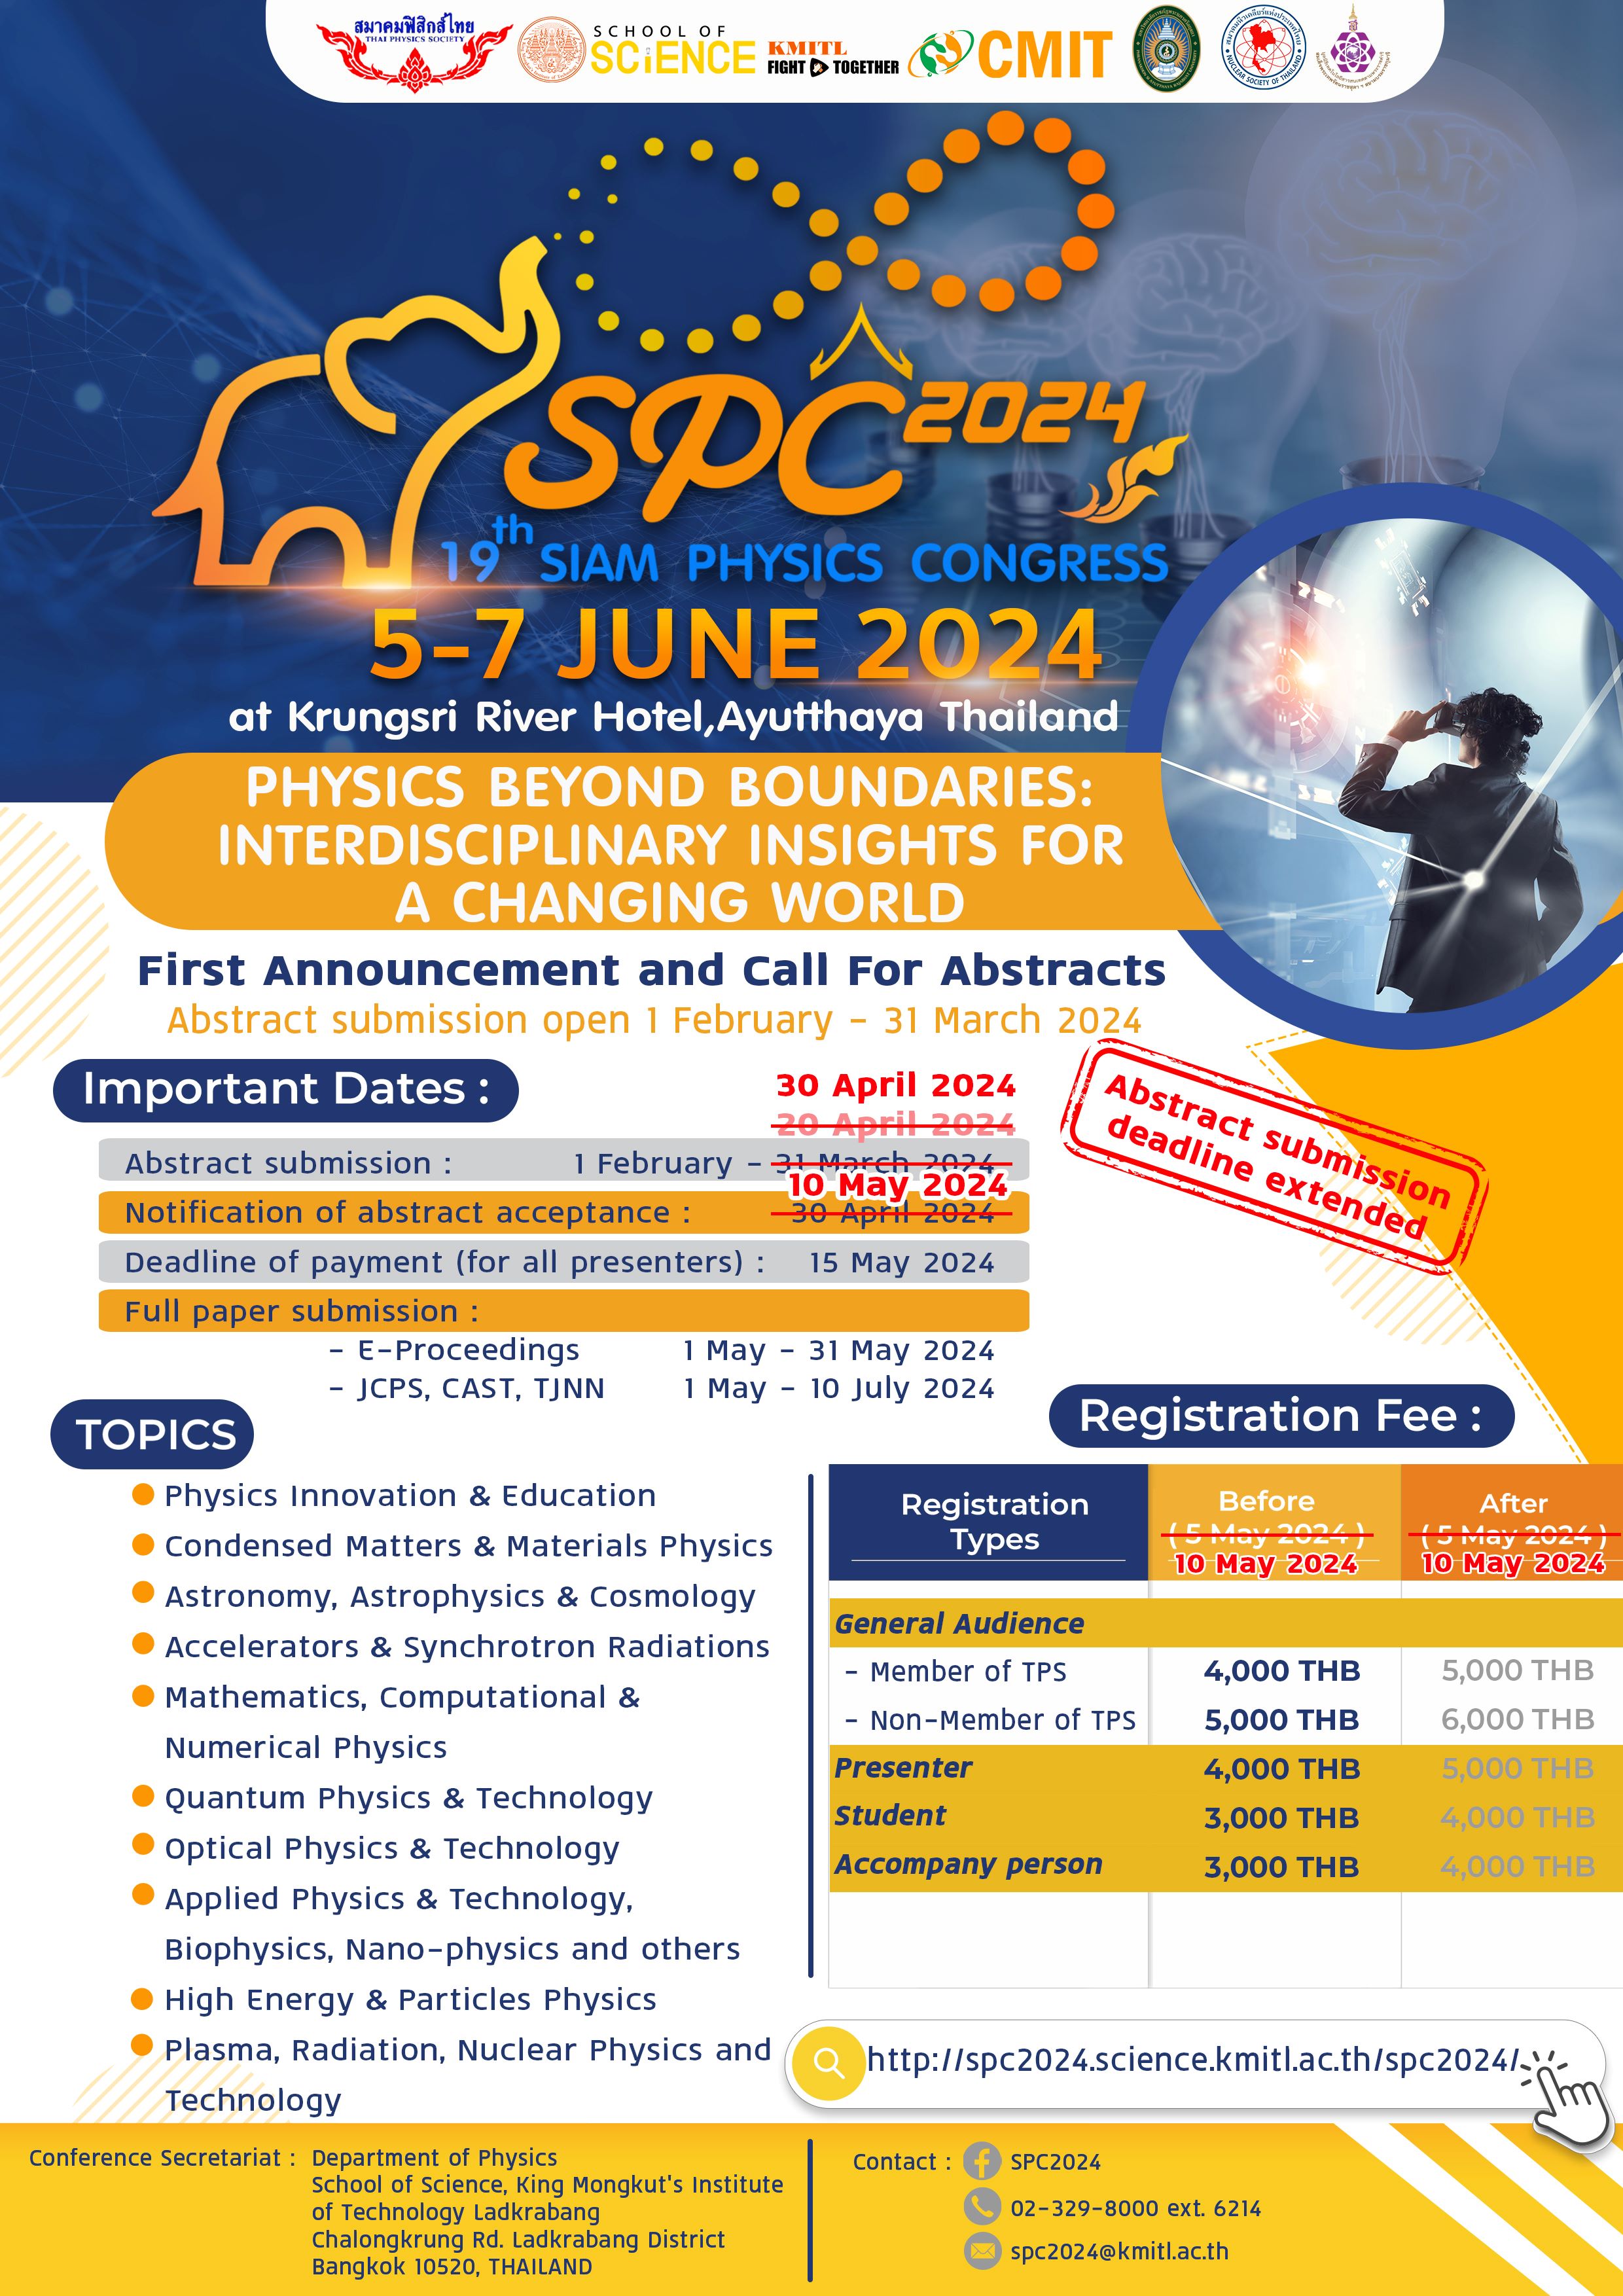 สมาคมฟิสิกส์ไทย
THAI PHYSICS SOCIETY
SCHOOL OF
SCiENCE
KMITL
FIGHT TOGETHER
CMIT
NUCLEAR SOCIETY OF THAILAND
SPC 2024
19th SIAM PHYSICS CONGRESS
5-7 JUNE 2024
at Krungsri River Hotel,Ayutthaya Thailand
PHYSICS BEYOND BOUNDARIES:
INTERDISCIPLINARY INSIGHTS FOR
A CHANGING WORLD
First Announcement and Call For Abstracts
Abstract submission open 1 February - 31 March 2024
Important Dates :
30 April 2024
20 April 2024
Abstract submission : 1 February - 31 March 2024
10 May 2024
Notification of abstract acceptance : 30 April 2024
Deadline of payment (for all presenters) : 15 May 2024
Full paper submission :
- E-Proceedings 1 May - 31 May 2024
- JCPS, CAST, TJNN 1 May - 10 July 2024
Abstract submission
deadline extended
TOPICS
Physics Innovation & Education
Condensed Matters & Materials Physics
Astronomy, Astrophysics & Cosmology
Accelerators & Synchrotron Radiations
Mathematics, Computational &
Numerical Physics
Quantum Physics & Technology
Optical Physics & Technology
Applied Physics & Technology,
Biophysics, Nano-physics and others
High Energy & Particles Physics
Plasma, Radiation, Nuclear Physics and
Technology
Registration Fee :
Registration Types
Before ( 5 May 2024 ) 10 May 2024
After ( 5 May 2024 ) 10 May 2024
General Audience
- Member of TPS 4,000 THB 5,000 THB
- Non-Member of TPS 5,000 THB 6,000 THB
Presenter 4,000 THB 5,000 THB
Student 3,000 THB 4,000 THB
Accompany person 3,000 THB 4,000 THB
http://spc2024.science.kmitl.ac.th/spc2024/
Conference Secretariat : Department of Physics
School of Science, King Mongkut's Institute
of Technology Ladkrabang
Chalongkrung Rd. Ladkrabang District
Bangkok 10520, THAILAND
Contact : SPC2024
02-329-8000 ext. 6214
spc2024@kmitl.ac.th